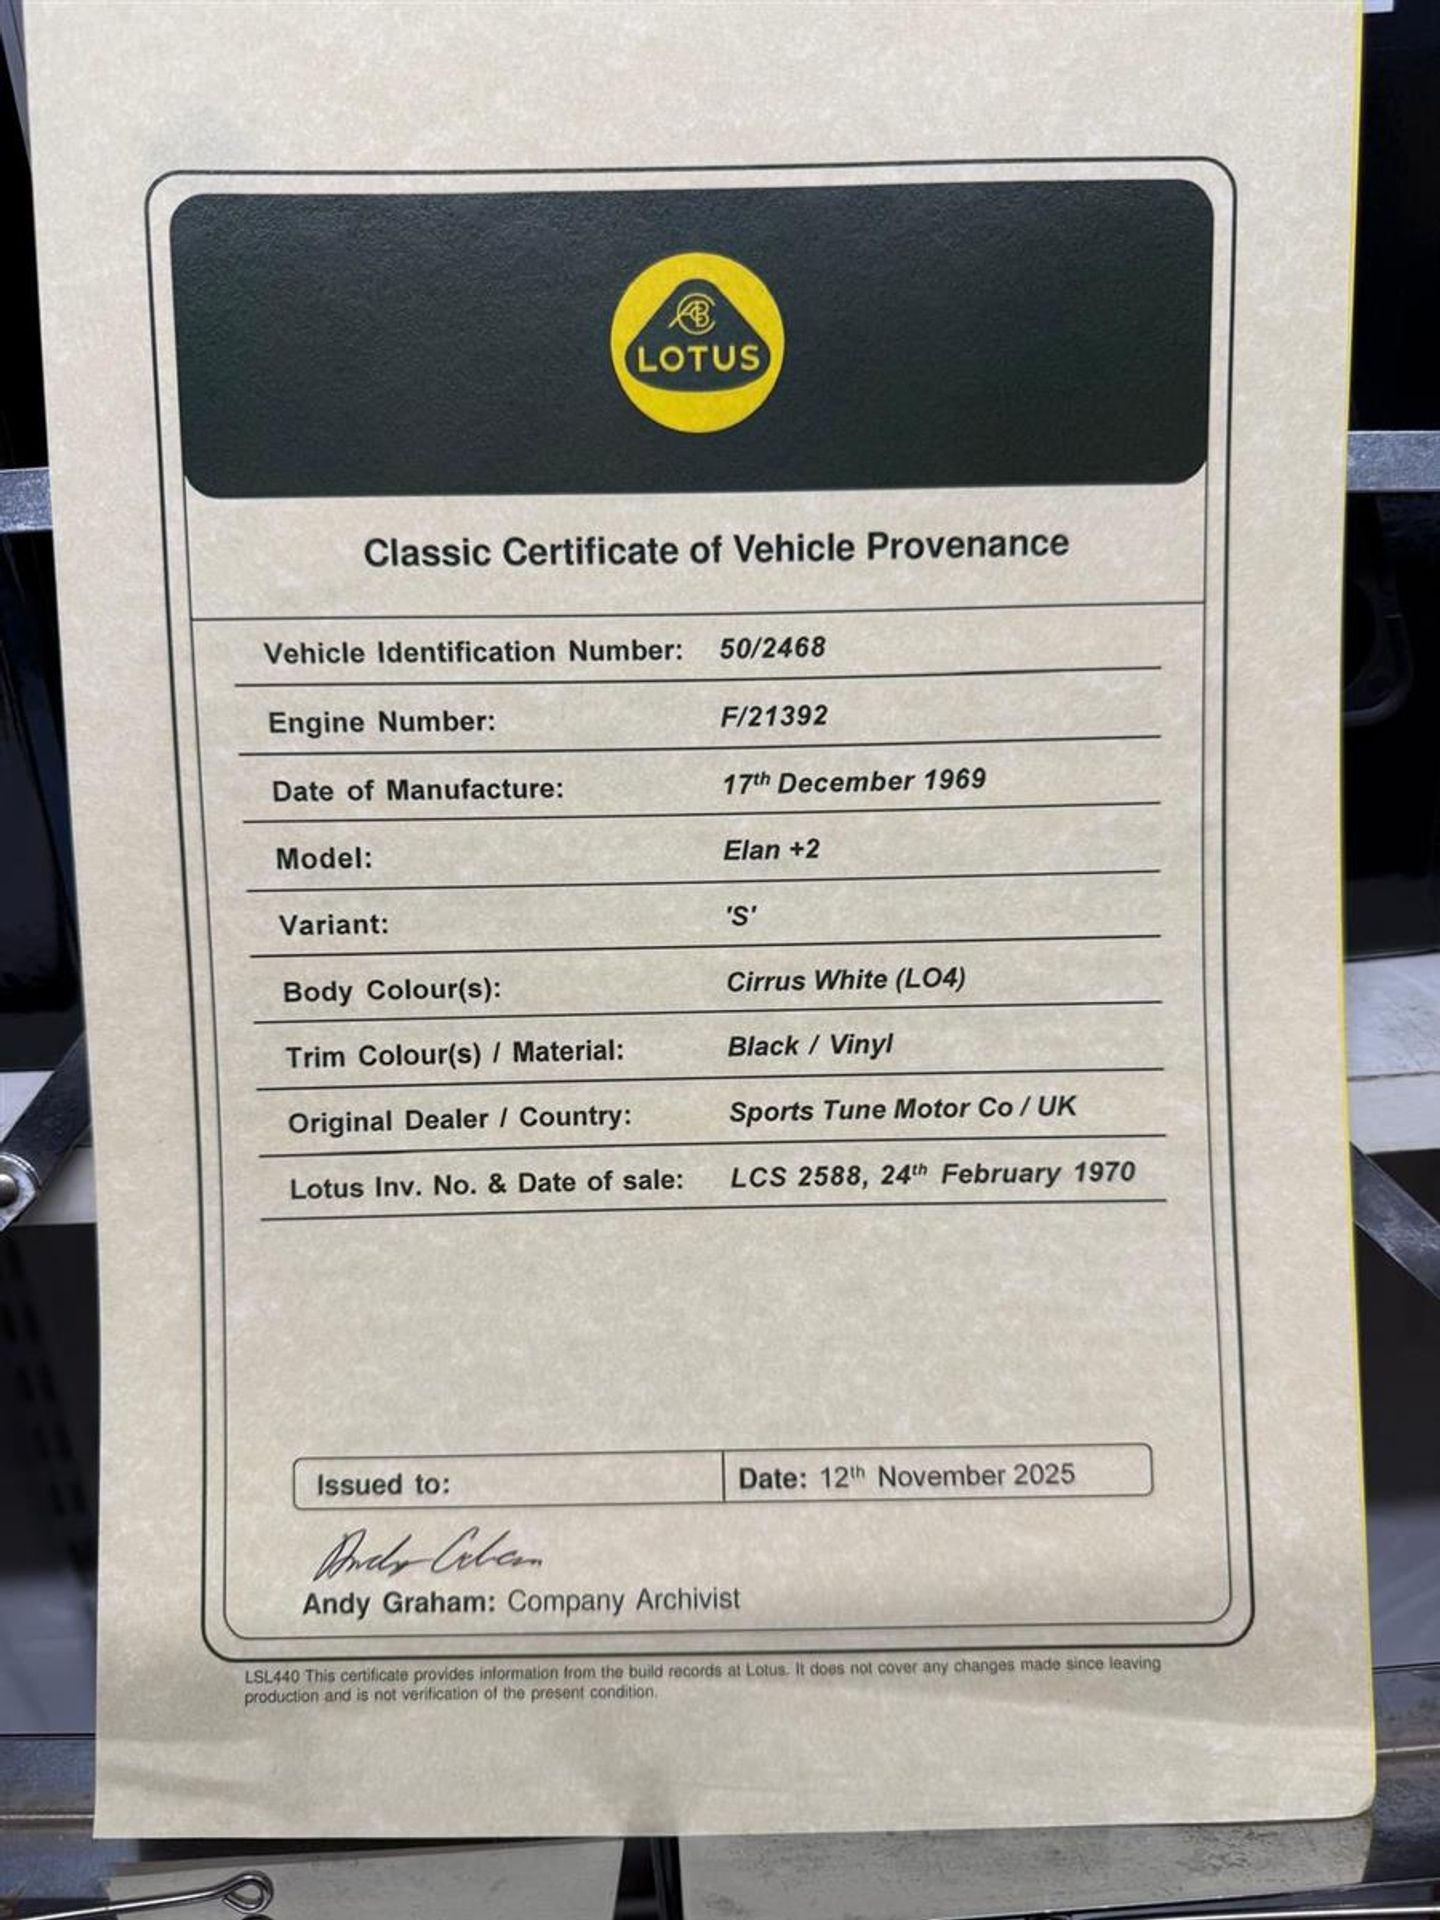 LOTUS
Classic Certificate of Vehicle Provenance
Vehicle Identification Number: 50/2468
Engine Number: F/21392
Date of Manufacture: 17th December 1969
Model: Elan +2
Variant: 'S'
Body Colour(s): Cirrus White (LO4)
Trim Colour(s) / Material: Black / Vinyl
Original Dealer / Country: Sports Tune Motor Co / UK
Lotus Inv. No. & Date of sale: LCS 2588, 24th February 1970
Issued to: Date: 12th November 2025
Andy Graham: Company Archivist
LSL440 This certificate provides information from the build records at Lotus. It does not cover any changes made since leaving
production and is not verification of the present condition.